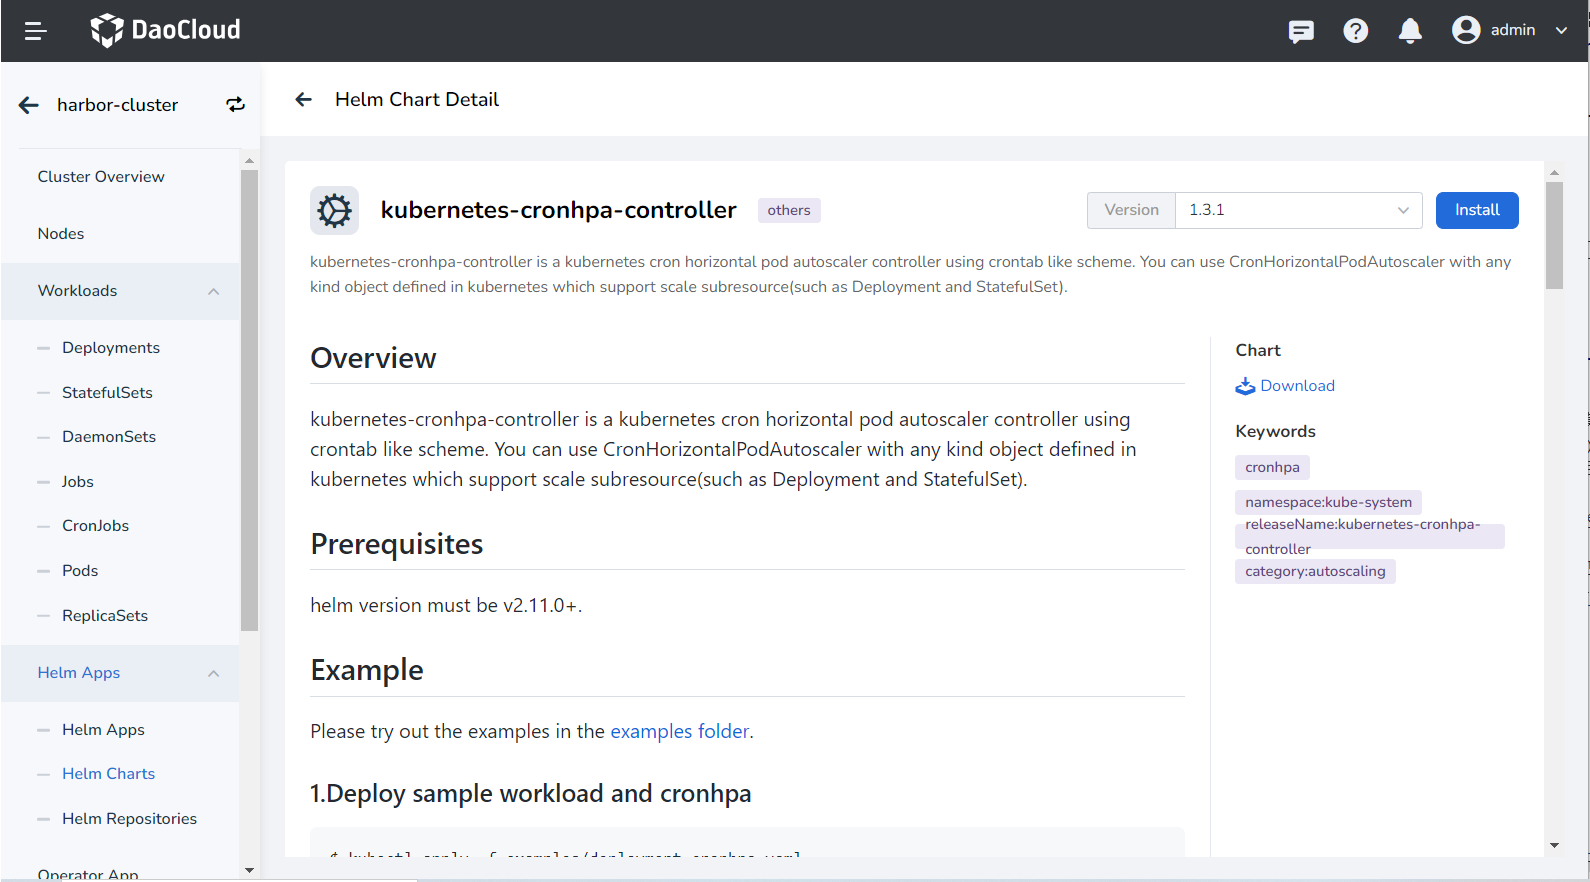 DaoCloud
admin
harbor-cluster
Helm Chart Detail
Cluster Overview
Nodes
Workloads
Deployments
StatefulSets
DaemonSets
Jobs
CronJobs
Pods
ReplicaSets
Helm Apps
Helm Apps
Helm Charts
Helm Repositories
Operator App
kubernetes-cronhpa-controller
others
Version
1.3.1
Install
kubernetes-cronhpa-controller is a kubernetes cron horizontal pod autoscaler controller using crontab like scheme. You can use CronHorizontalPodAutoscaler with any
kind object defined in kubernetes which support scale subresource(such as Deployment and StatefulSet).
Overview
kubernetes-cronhpa-controller is a kubernetes cron horizontal pod autoscaler controller using
crontab like scheme. You can use CronHorizontalPodAutoscaler with any kind object defined in
kubernetes which support scale subresource(such as Deployment and StatefulSet).
Prerequisites
helm version must be v2.11.0+.
Example
Please try out the examples in the examples folder.
1.Deploy sample workload and cronhpa
$ kubectl apply -f examples/deployment_cronhpa.yaml
Chart
Download
Keywords
cronhpa
namespace:kube-system
releaseName:kubernetes-cronhpa-
controller
category:autoscaling